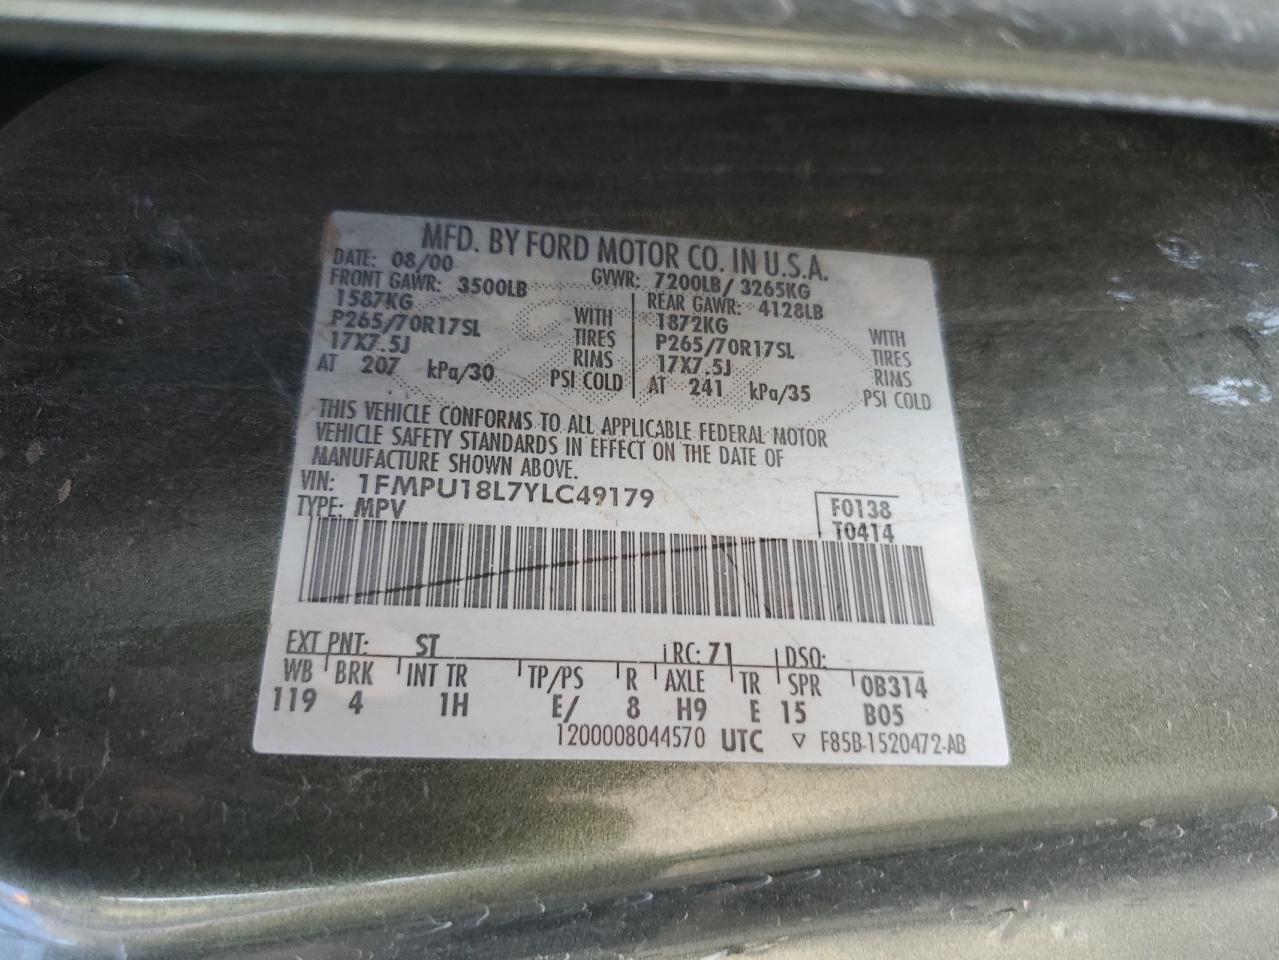 MFD. BY FORD MOTOR CO. IN U.S.A.
DATE: 08/00 GVWR: 7200LB/ 3265KG
FRONT GAWR: 3500LB REAR GAWR: 4128LB
1587KG WITH 1872KG WITH
P265/70R17SL TIRES P265/70R17SL TIRES
17X7.5J RIMS 17X7.5J RIMS
AT 207 kPa/30 PSI COLD AT 241 kPa/35 PSI COLD
THIS VEHICLE CONFORMS TO ALL APPLICABLE FEDERAL MOTOR
VEHICLE SAFETY STANDARDS IN EFFECT ON THE DATE OF
MANUFACTURE SHOWN ABOVE.
VIN: 1FMPU18L7YLC49179
TYPE: MPV F0138
T0414
EXT PNT: ST RC: 71 DSO:
WB BRK INT TR TP/PS R AXLE TR SPR 0B314
119 4 1H E/ 8 H9 E 15 B05
1200008044570 UTC ▽ F85B-1520472-AB